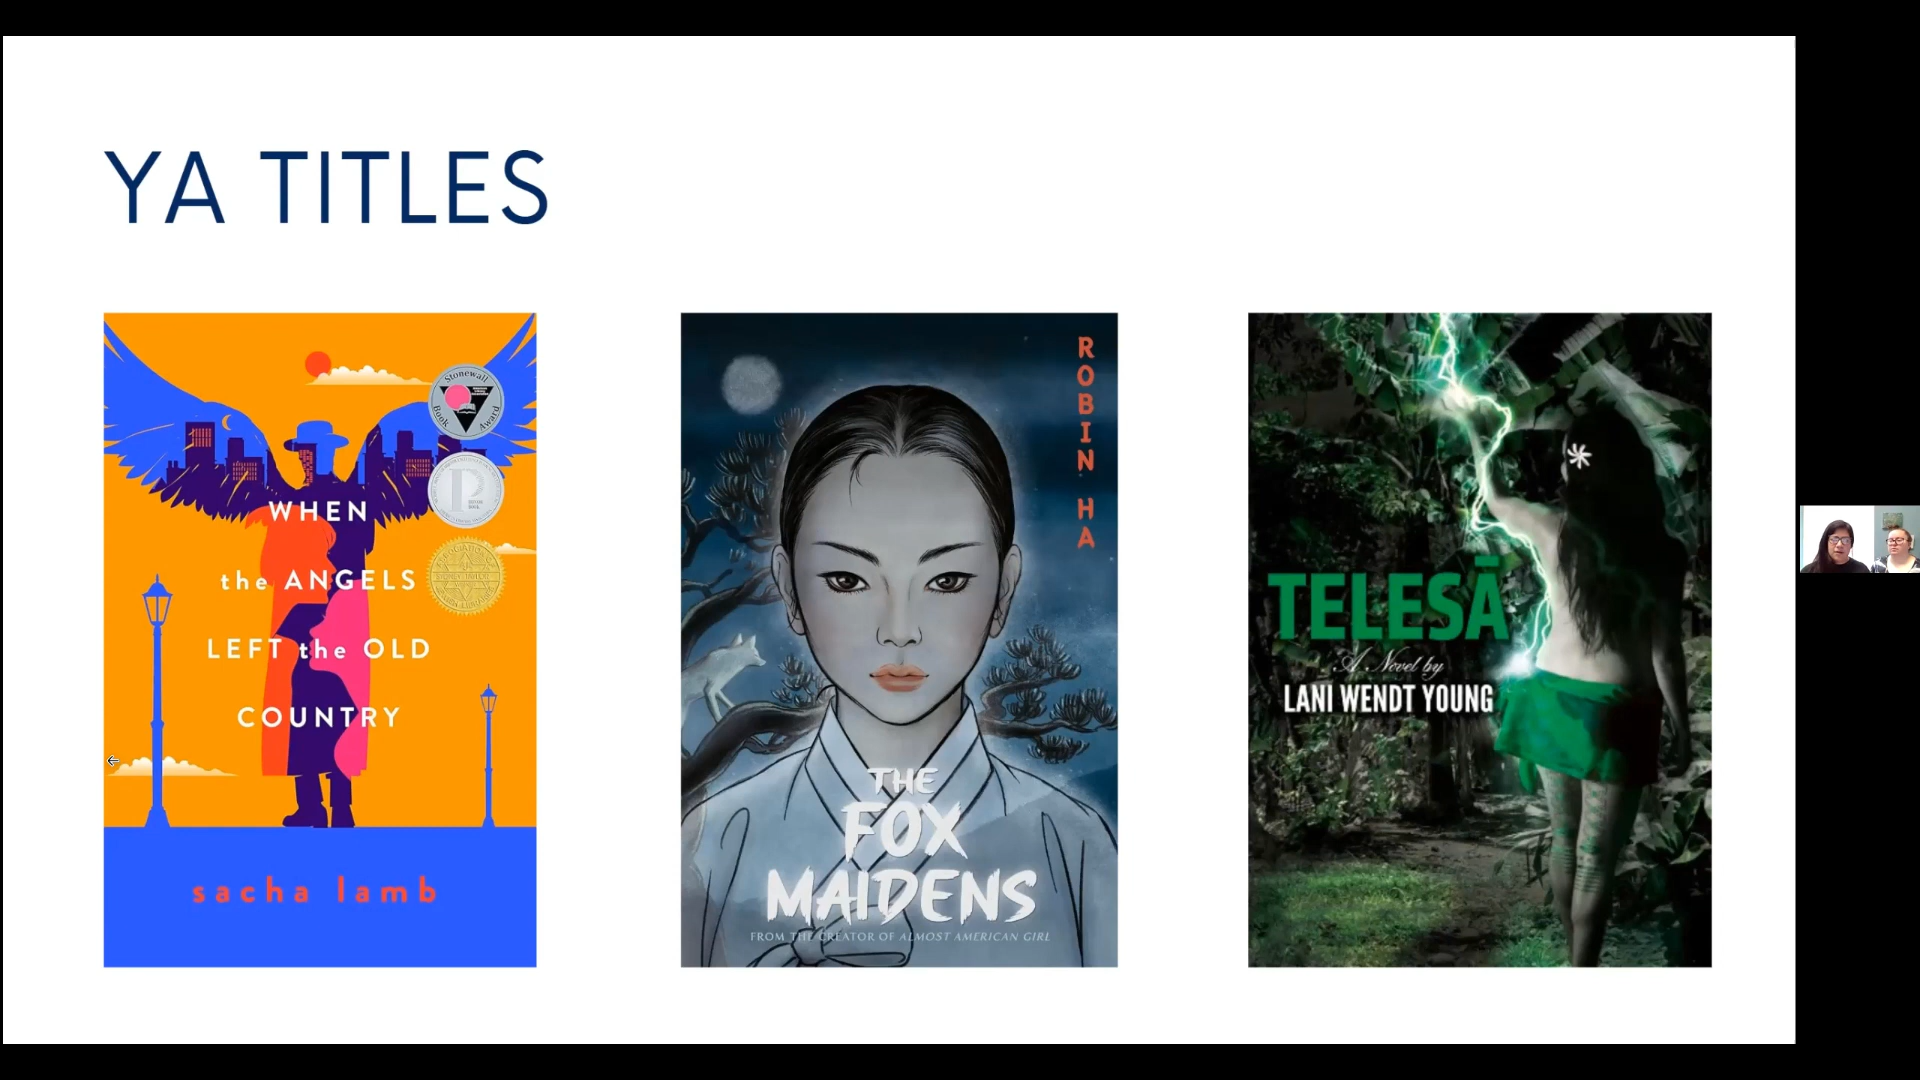 YA TITLES
Stonewall
Book Award
WHEN
the ANGELS
LEFT the OLD
COUNTRY
sacha lamb
ROBIN HA
THE
FOX
MAIDENS
FROM THE CREATOR OF ALMOST AMERICAN GIRL
TELESĀ
A Novel by
LANI WENDT YOUNG